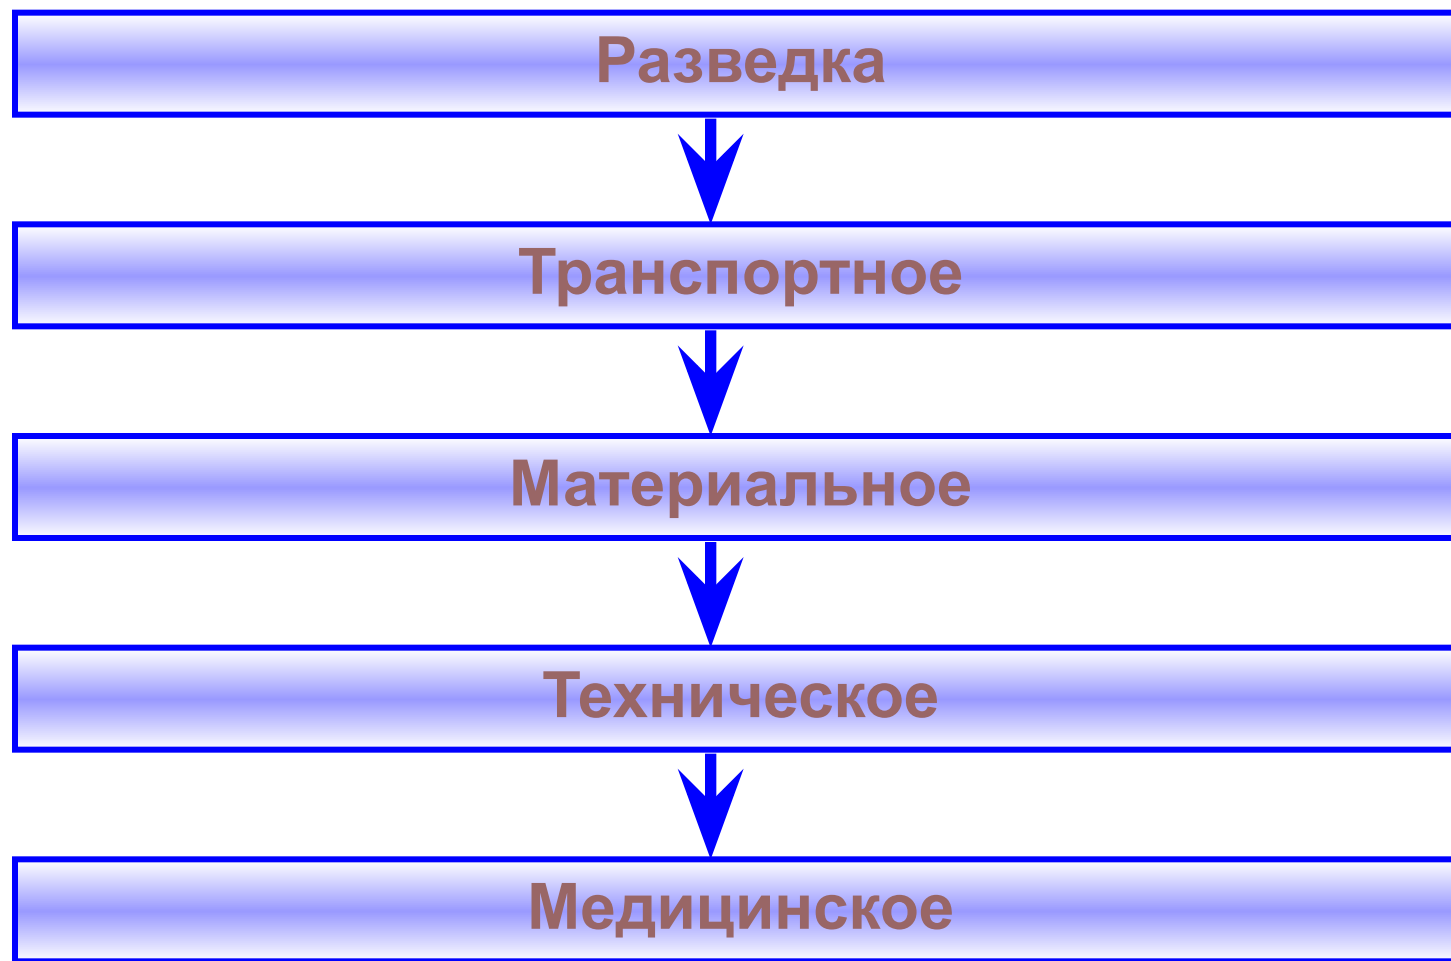 Разведка
Транспортное
Материальное
Техническое
Медицинское